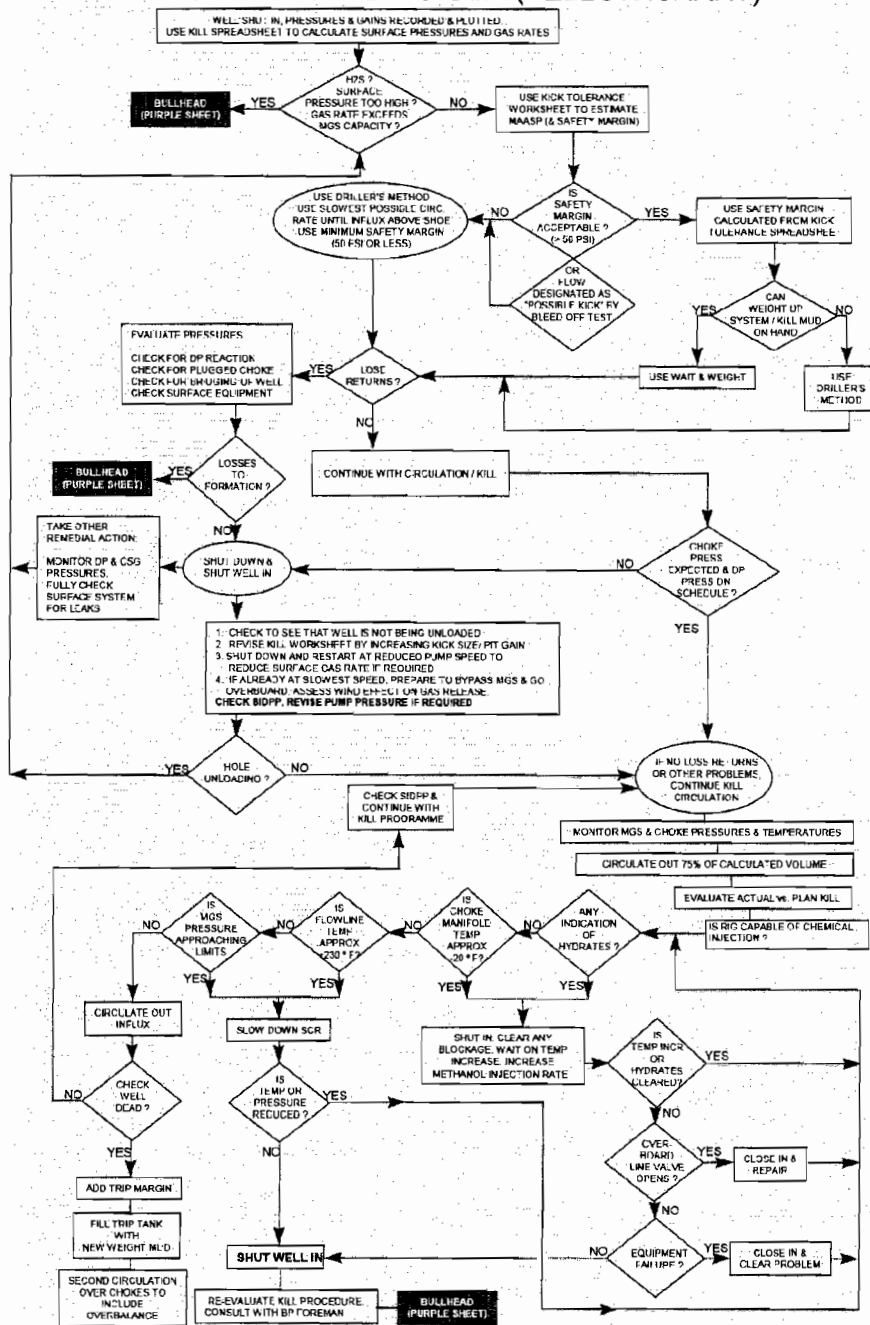 WELL SHUT IN, PRESSURES & GAINS RECORDED & PLOTTED
USE KILL SPREADSHEET TO CALCULATE SURFACE PRESSURES AND GAS RATES
H2S ?
SURFACE
PRESSURE TOO HIGH ?
GAS RATE EXCEEDS
MGS CAPACITY ?
YES
BULLHEAD
(PURPLE SHEET)
NO
USE KICK TOLERANCE
WORKSHEET TO ESTIMATE
MAASP (& SAFETY MARGIN)
IS
SAFETY
MARGIN
ACCEPTABLE ?
(> 50 PSI)
NO
USE DRILLER'S METHOD
USE SLOWEST POSSIBLE CIRC.
RATE UNTIL INFLUX ABOVE SHOE
USE MINIMUM SAFETY MARGIN
(50 PSI OR LESS)
YES
USE SAFETY MARGIN
CALCULATED FROM KICK
TOLERANCE SPREADSHEE
OR
FLOW
DESIGNATED AS
"POSSIBLE KICK" BY
BLEED OFF TEST
CAN
WEIGHT UP
SYSTEM / KILL MUD
ON HAND
YES
NO
USE WAIT & WEIGHT
USE
DRILLER'S
METHOD
LOSE
RETURNS ?
YES
EVALUATE PRESSURES
CHECK FOR DP REACTION
CHECK FOR PLUGGED CHOKE
CHECK FOR BRIDGING OF WELL
CHECK SURFACE EQUIPMENT
NO
CONTINUE WITH CIRCULATION / KILL
LOSSES
TO
FORMATION ?
YES
BULLHEAD
(PURPLE SHEET)
NO
SHUT DOWN &
SHUT WELL IN
TAKE OTHER
REMEDIAL ACTION:
MONITOR DP & CSG
PRESSURES,
FULLY CHECK
SURFACE SYSTEM
FOR LEAKS
CHOKE
PRESS
EXPECTED & DP
PRESS ON
SCHEDULE ?
NO
YES
1. CHECK TO SEE THAT WELL IS NOT BEING UNLOADED
2. REVISE KILL WORKSHEET BY INCREASING KICK SIZE/ PIT GAIN
3. SHUT DOWN AND RESTART AT REDUCED PUMP SPEED TO
REDUCE SURFACE GAS RATE IF REQUIRED
4. IF ALREADY AT SLOWEST SPEED, PREPARE TO BYPASS MGS & GO
OVERBOARD. ASSESS WIND EFFECT ON GAS RELEASE.
CHECK SIDPP, REVISE PUMP PRESSURE IF REQUIRED
HOLE
UNLOADING ?
YES
NO
IF NO LOSS RETURNS
OR OTHER PROBLEMS,
CONTINUE KILL
CIRCULATION
CHECK SIDPP &
CONTINUE WITH
KILL PROGRAMME
MONITOR MGS & CHOKE PRESSURES & TEMPERATURES
CIRCULATE OUT 75% OF CALCULATED VOLUME
EVALUATE ACTUAL vs. PLAN KILL
IS RIG CAPABLE OF CHEMICAL
INJECTION ?
ANY
INDICATION
OF
HYDRATES ?
NO
YES
IS
CHOKE
MANIFOLD
TEMP
APPROX
-20 ° F?
NO
YES
IS
FLOWLINE
TEMP
APPROX
<230 ° F?
NO
YES
IS
MGS
PRESSURE
APPROACHING
LIMITS
NO
YES
CIRCULATE OUT
INFLUX
SLOW DOWN SCR
SHUT IN, CLEAR ANY
BLOCKAGE, WAIT ON TEMP
INCREASE, INCREASE
METHANOL INJECTION RATE
IS
TEMP INCR
OR
HYDRATES
CLEARED?
YES
NO
CHECK
WELL
DEAD ?
NO
YES
IS
TEMP OR
PRESSURE
REDUCED ?
YES
NO
OVER-
BOARD
LINE VALVE
OPENS ?
YES
CLOSE IN &
REPAIR
NO
ADD TRIP MARGIN
FILL TRIP TANK
WITH
NEW WEIGHT MUD
SECOND CIRCULATION
OVER CHOKES TO
INCLUDE
OVERBALANCE
SHUT WELL IN
NO
EQUIPMENT
FAILURE ?
YES
CLOSE IN &
CLEAR PROBLEM
RE-EVALUATE KILL PROCEDURE.
CONSULT WITH BP FOREMAN
BULLHEAD
(PURPLE SHEET)